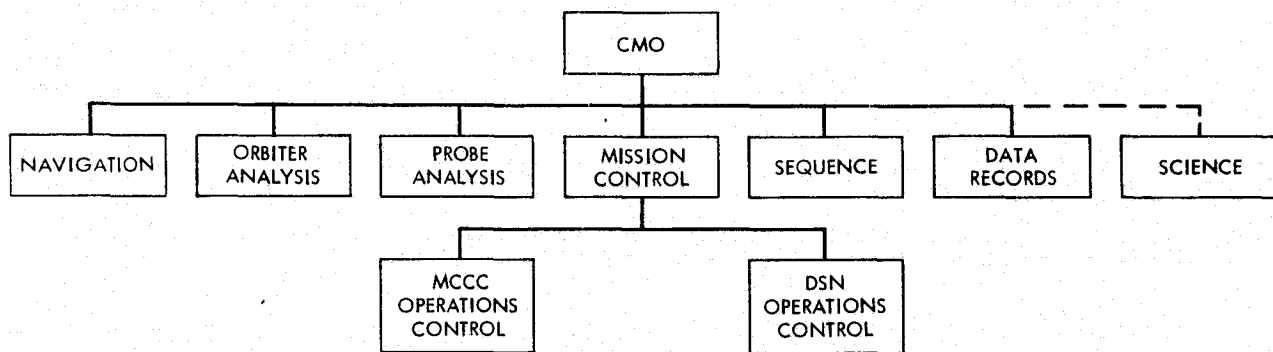 CMO
NAVIGATION
ORBITER
ANALYSIS
PROBE
ANALYSIS
MISSION
CONTROL
SEQUENCE
DATA
RECORDS
SCIENCE
MCCC
OPERATIONS
CONTROL
DSN
OPERATIONS
CONTROL